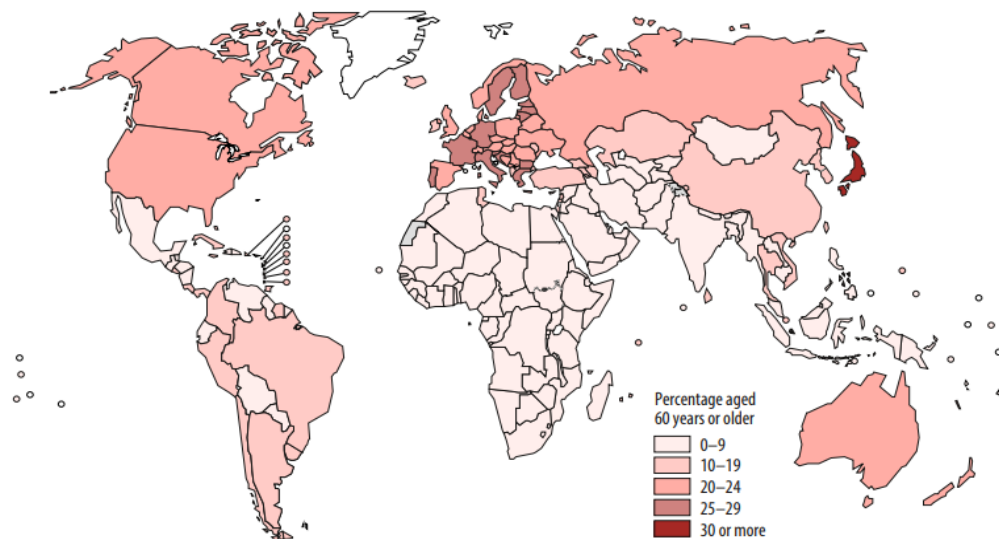 Percentage aged
60 years or older
0–9
10–19
20–24
25–29
30 or more